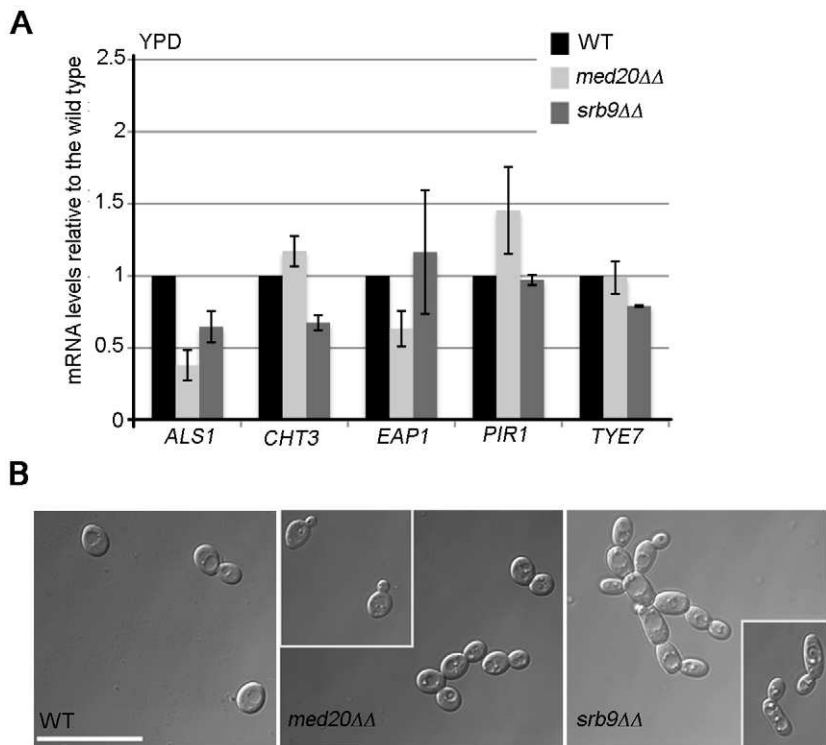 A
YPD
mRNA levels relative to the wild type
2.5
2
1.5
1
0.5
0
WT
med20ΔΔ
srb9ΔΔ
ALS1 CHT3 EAP1 PIR1 TYE7
B
WT
med20ΔΔ
srb9ΔΔ